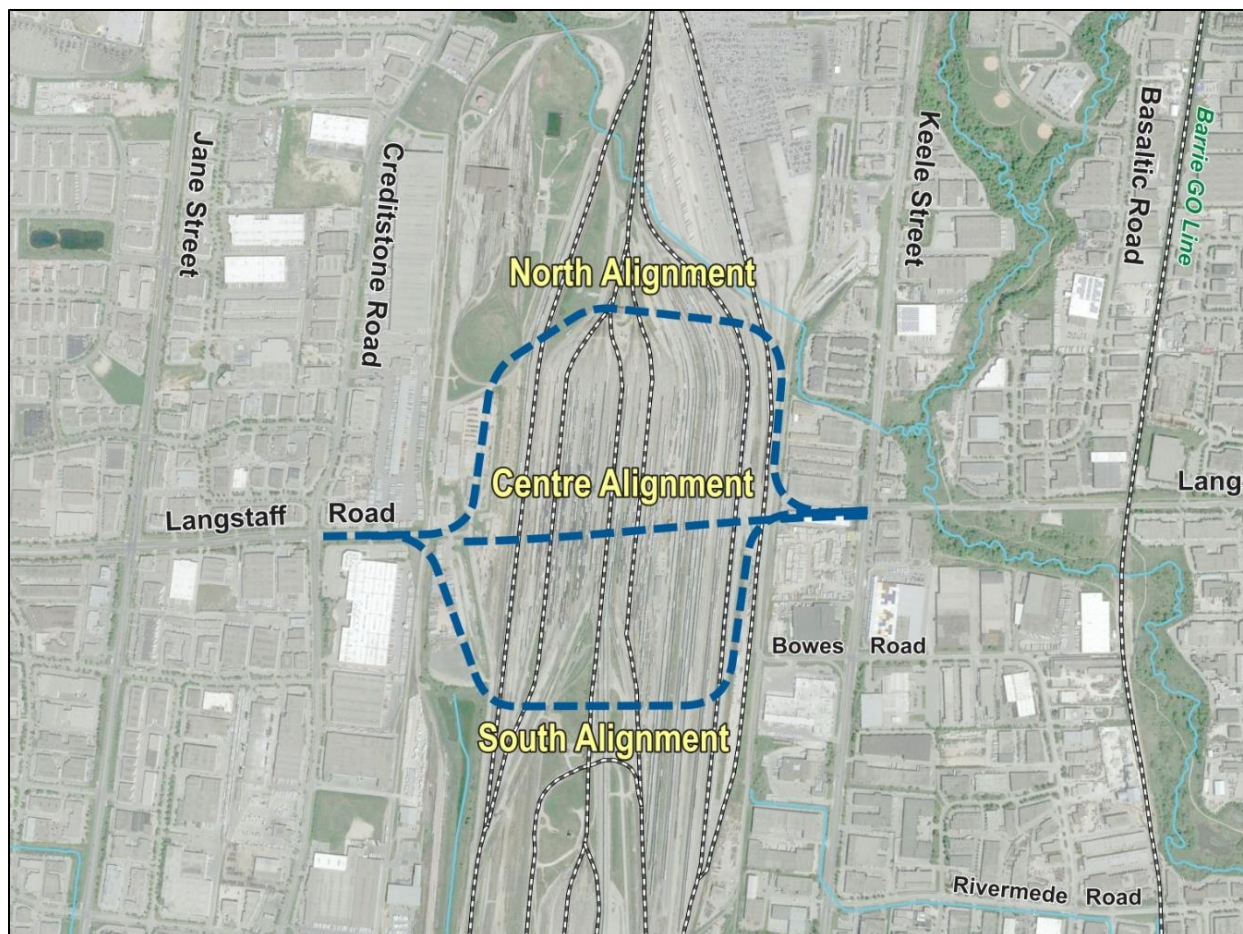 Jane Street
Creditstone Road
Keele Street
Basaltic Road
Barrie GO Line
North Alignment
Centre Alignment
Langstaff Road
Lang
Bowes Road
South Alignment
Rivermede Road